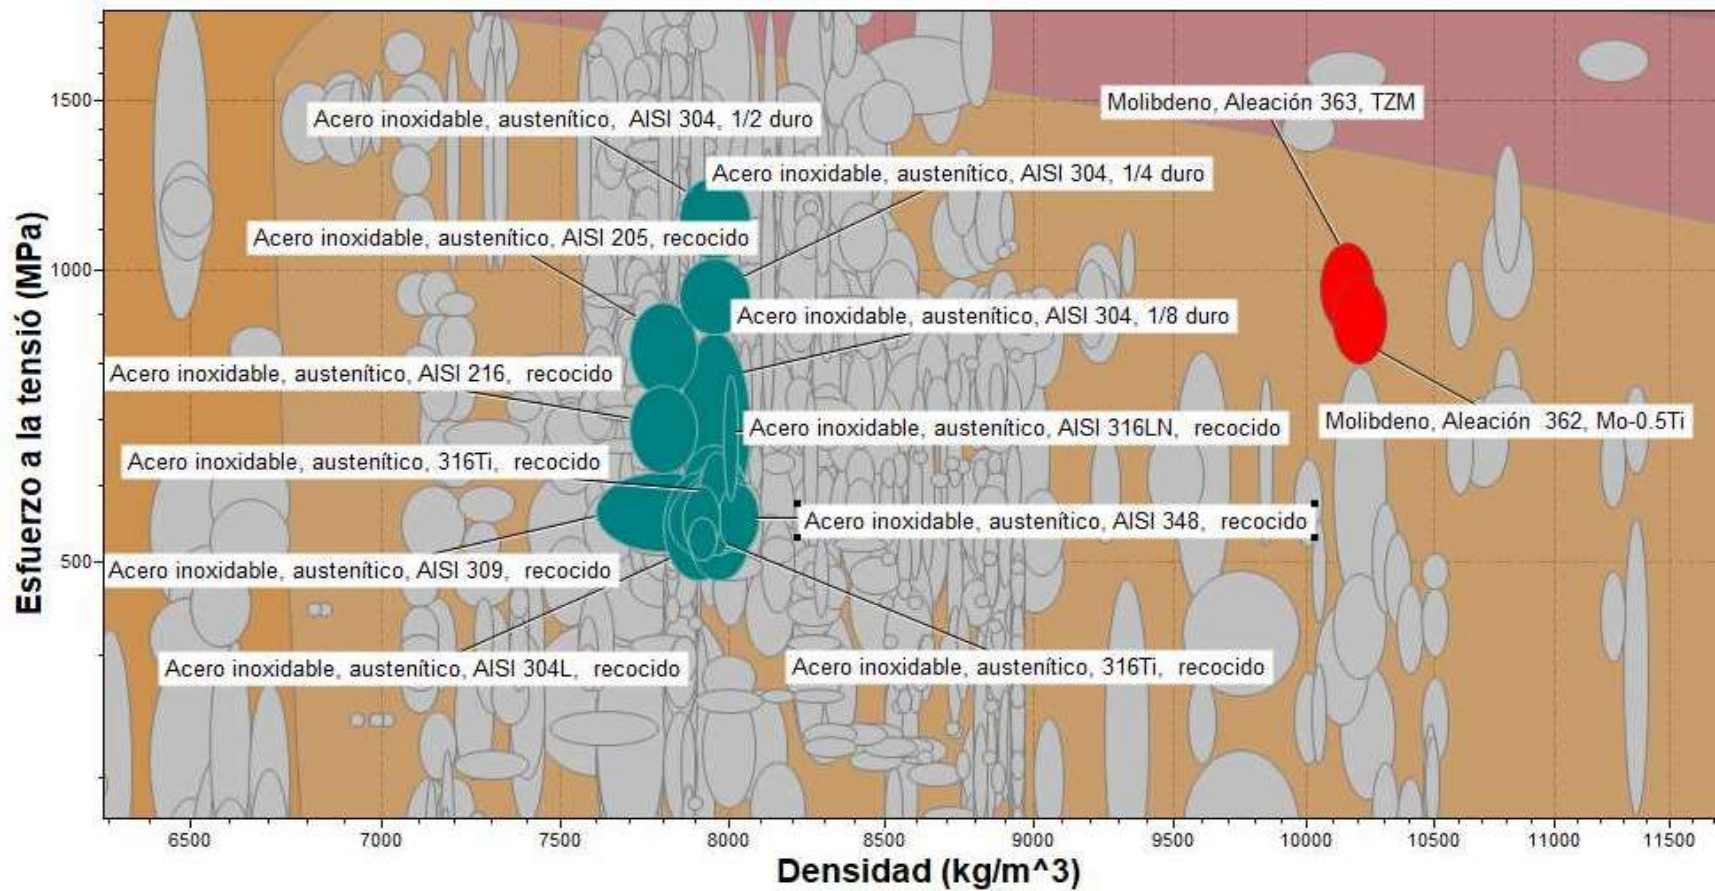 Esfuerzo a la tensió (MPa)
1500
1000
500
Molibdeno, Aleación 363, TZM
Acero inoxidable, austenítico,  AISI 304, 1/2 duro
Acero inoxidable, austenítico, AISI 304, 1/4 duro
Acero inoxidable, austenítico, AISI 205, recocido
Acero inoxidable, austenítico, AISI 304, 1/8 duro
Acero inoxidable, austenítico, AISI 216,  recocido
Molibdeno, Aleación  362, Mo-0.5Ti
Acero inoxidable, austenítico, AISI 316LN,  recocido
Acero inoxidable, austenítico, 316Ti,  recocido
Acero inoxidable, austenítico, AISI 348,  recocido
Acero inoxidable, austenítico, AISI 309,  recocido
Acero inoxidable, austenítico, AISI 304L,  recocido
Acero inoxidable, austenítico, 316Ti,  recocido
6500 7000 7500 8000 8500 9000 9500 10000 10500 11000 11500
Densidad (kg/m^3)